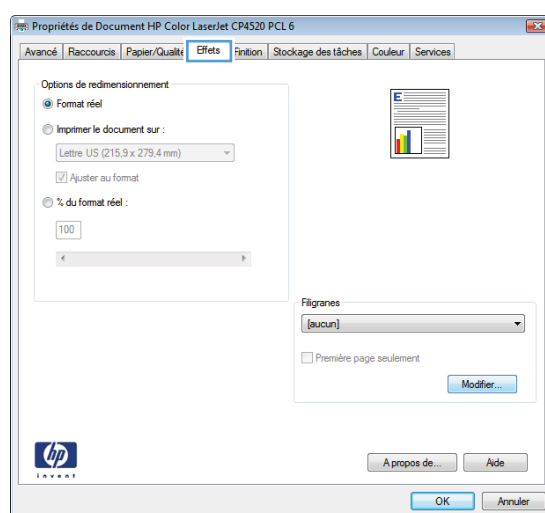 Propriétés de Document HP Color LaserJet CP4520 PCL 6
Avancé Raccourcis Papier/Qualité Effets Finition Stockage des tâches Couleur Services
Options de redimensionnement
Format réel
Imprimer le document sur :
Lettre US (215,9 x 279,4 mm)
Ajuster au format
% du format réel :
100
E
Filigranes
[aucun]
Première page seulement
Modifier...
hp
invent
A propos de... Aide
OK Annuler